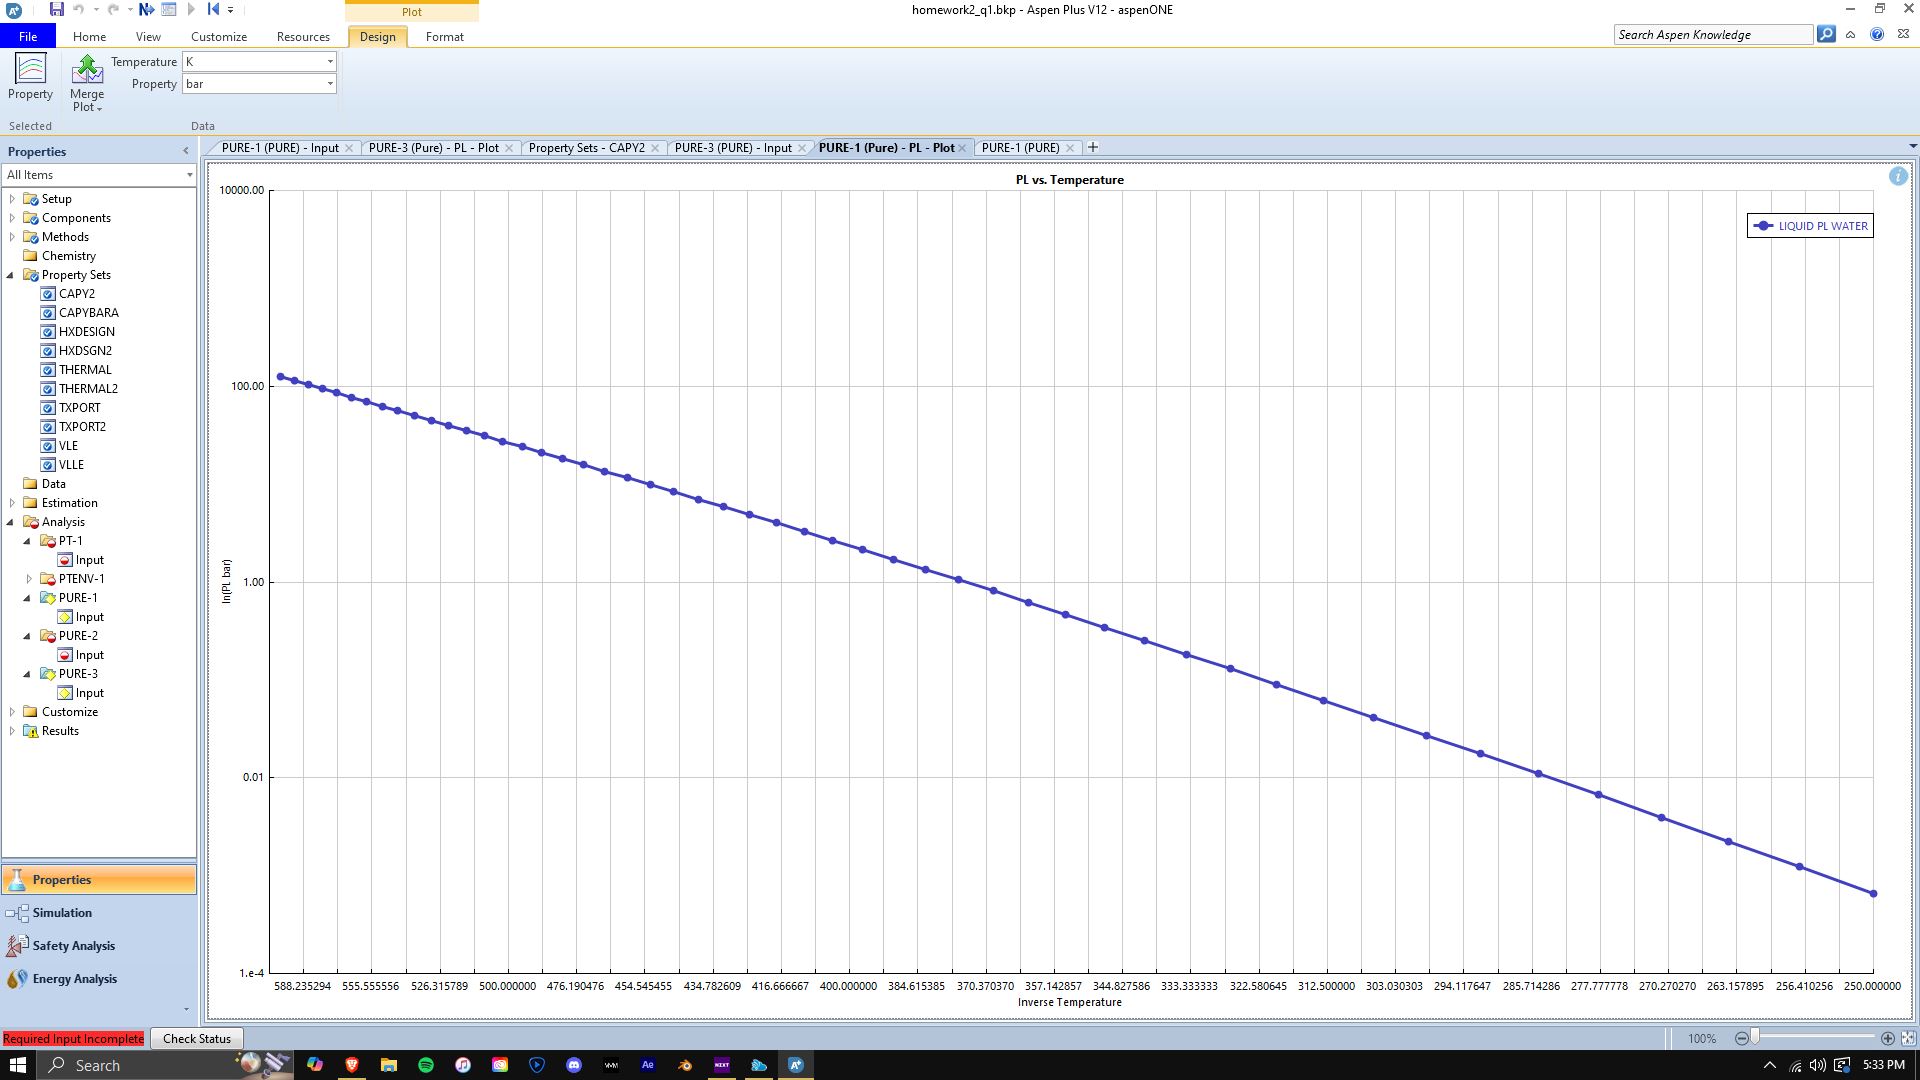 Plot
homework2_q1.bkp - Aspen Plus V12 - aspenONE
File Home View Customize Resources Design Format
Search Aspen Knowledge
Temperature K
Property bar
Property
Merge Plot
Selected
Data
Properties
PURE-1 (PURE) - Input
PURE-3 (Pure) - PL - Plot
Property Sets - CAPY2
PURE-3 (PURE) - Input
PURE-1 (Pure) - PL - Plot
PURE-1 (PURE)
All Items
Setup
Components
Methods
Chemistry
Property Sets
CAPY2
CAPYBARA
HXDESIGN
HXDSGN2
THERMAL
THERMAL2
TXPORT
TXPORT2
VLE
VLLE
Data
Estimation
Analysis
PT-1
Input
PTENV-1
PURE-1
Input
PURE-2
Input
PURE-3
Input
Customize
Results
Properties
Simulation
Safety Analysis
Energy Analysis
PL vs. Temperature
LIQUID PL WATER
10000.00
100.00
1.00
0.01
1.e-4
ln(PL bar)
588.235294 555.555556 526.315789 500.000000 476.190476 454.545455 434.782609 416.666667 400.000000 384.615385 370.370370 357.142857 344.827586 333.333333 322.580645 312.500000 303.030303 294.117647 285.714286 277.777778 270.270270 263.157895 256.410256 250.000000
Inverse Temperature
Required Input Incomplete
Check Status
100%
Search
5:33 PM